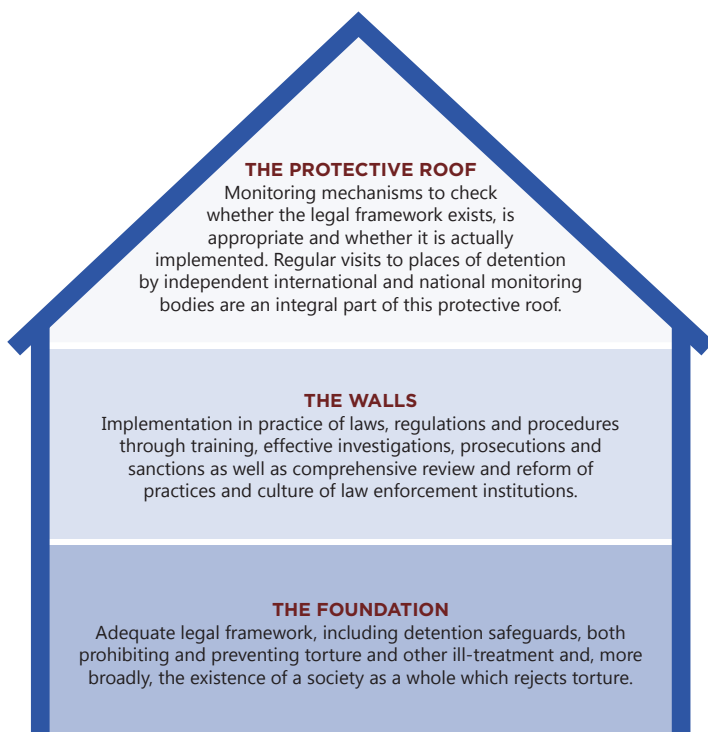 THE PROTECTIVE ROOF
Monitoring mechanisms to check
whether the legal framework exists, is
appropriate and whether it is actually
implemented. Regular visits to places of detention
by independent international and national monitoring
bodies are an integral part of this protective roof.
THE WALLS
Implementation in practice of laws, regulations and procedures
through training, effective investigations, prosecutions and
sanctions as well as comprehensive review and reform of
practices and culture of law enforcement institutions.
THE FOUNDATION
Adequate legal framework, including detention safeguards, both
prohibiting and preventing torture and other ill-treatment and, more
broadly, the existence of a society as a whole which rejects torture.